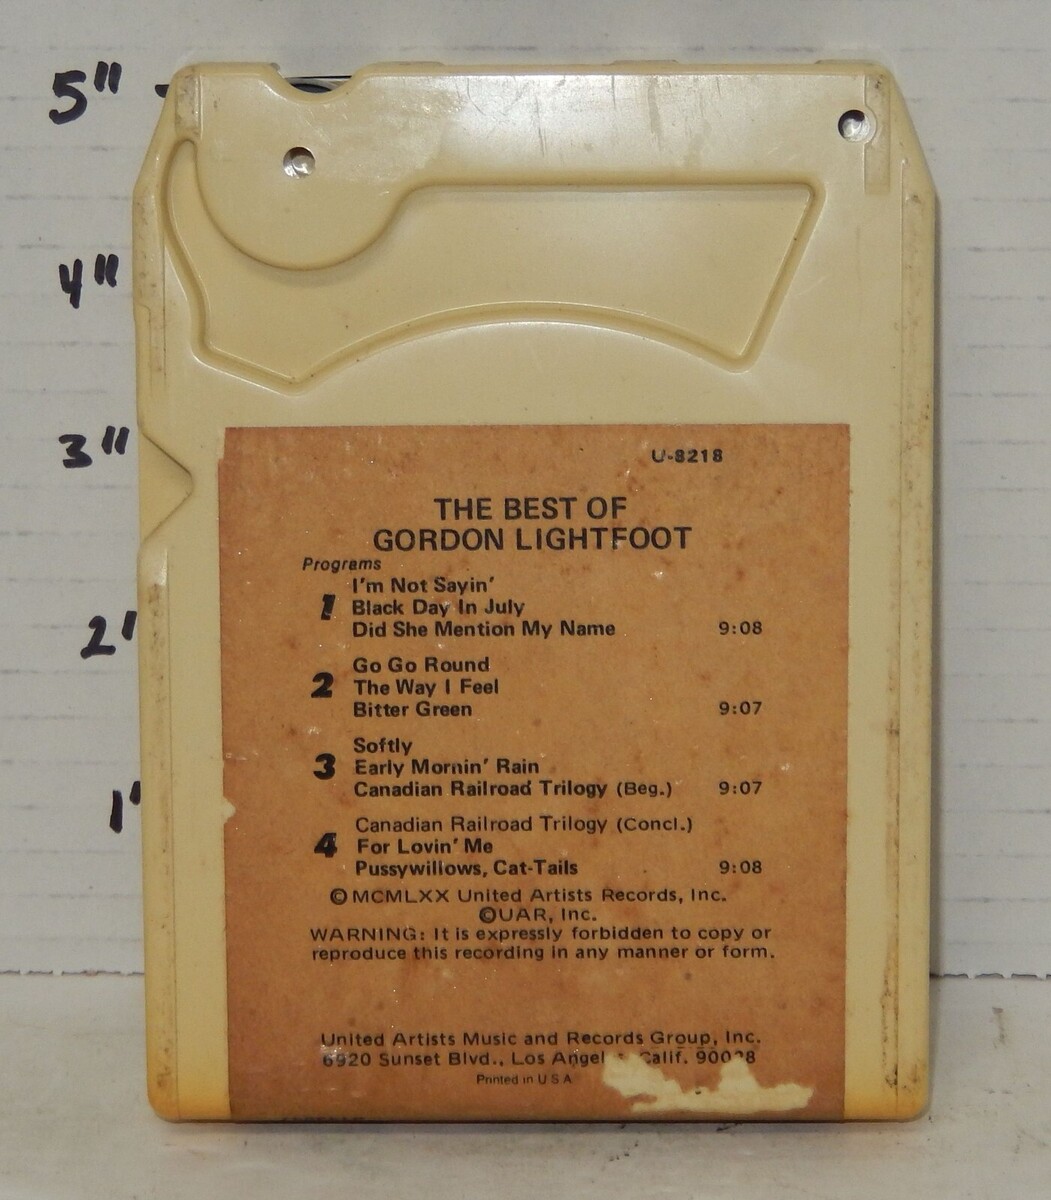 5"
4"
3"
2"
1"
U-8218
THE BEST OF
GORDON LIGHTFOOT
Programs
1
I'm Not Sayin'
Black Day In July
Did She Mention My Name 9:08
2
Go Go Round
The Way I Feel
Bitter Green 9:07
3
Softly
Early Mornin' Rain
Canadian Railroad Trilogy (Beg.) 9:07
4
Canadian Railroad Trilogy (Concl.)
For Lovin' Me
Pussywillows, Cat-Tails 9:08
©MCMLXX United Artists Records, Inc.
©UAR, Inc.
WARNING: It is expressly forbidden to copy or
reproduce this recording in any manner or form.
United Artists Music and Records Group, Inc.
6920 Sunset Blvd., Los Calif.
Printed in U S A